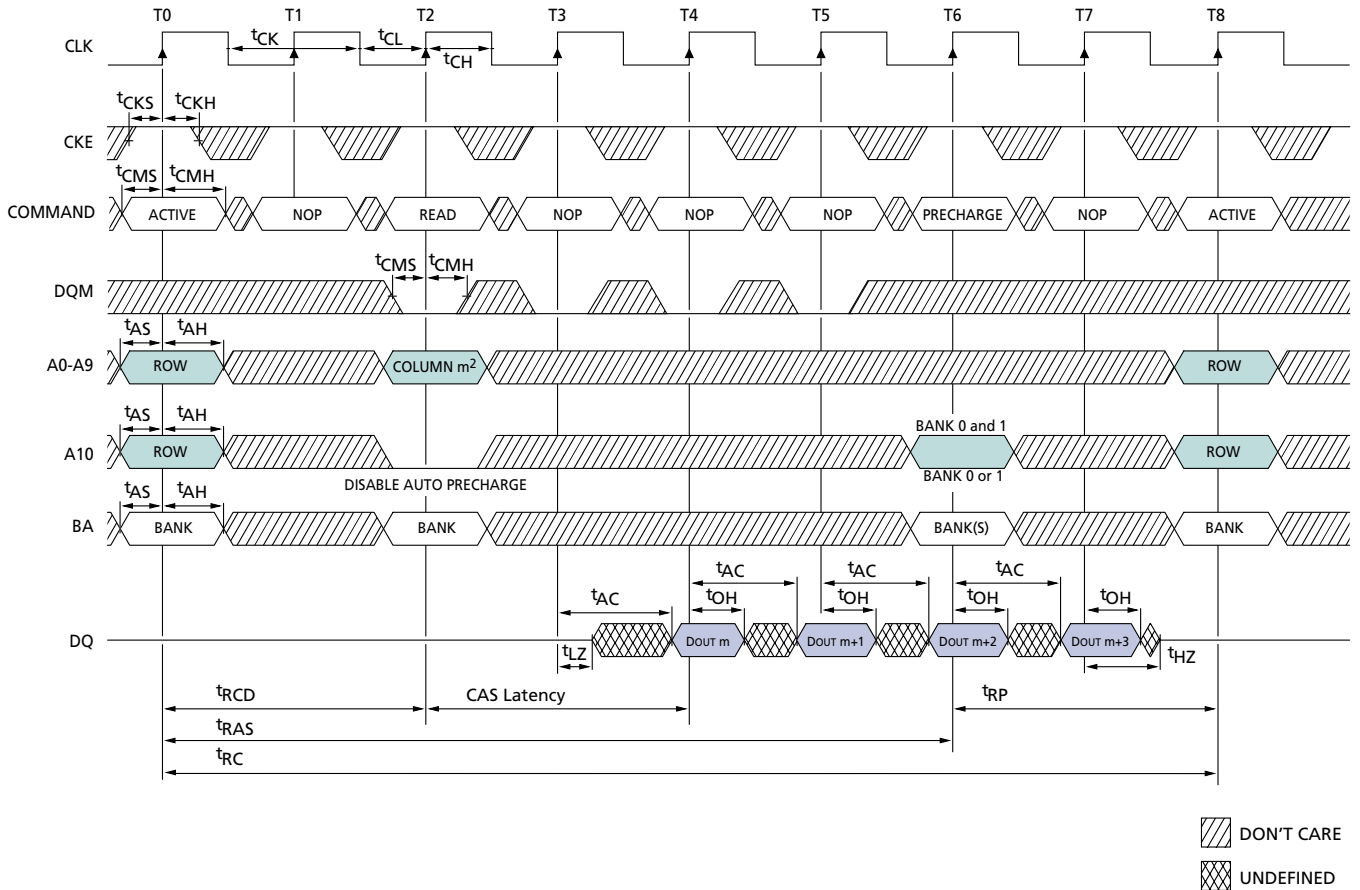 T0 T1 T2 T3 T4 T5 T6 T7 T8
CLK
tCK tCL
tCH
tCKS tCKH
CKE
tCMS tCMH
COMMAND ACTIVE NOP READ NOP NOP NOP PRECHARGE NOP ACTIVE
tCMS tCMH
DQM
tAS tAH
A0-A9 ROW COLUMN m2 ROW
tAS tAH
BANK 0 and 1
A10 ROW ROW
BANK 0 or 1
DISABLE AUTO PRECHARGE
tAS tAH
BA BANK BANK BANK(S) BANK
tAC tAC tAC
tAC tOH tOH tOH tOH
DQ DOUT m DOUT m+1 DOUT m+2 DOUT m+3
tLZ tHZ
tRCD CAS Latency tRP
tRAS
tRC
DON'T CARE
UNDEFINED